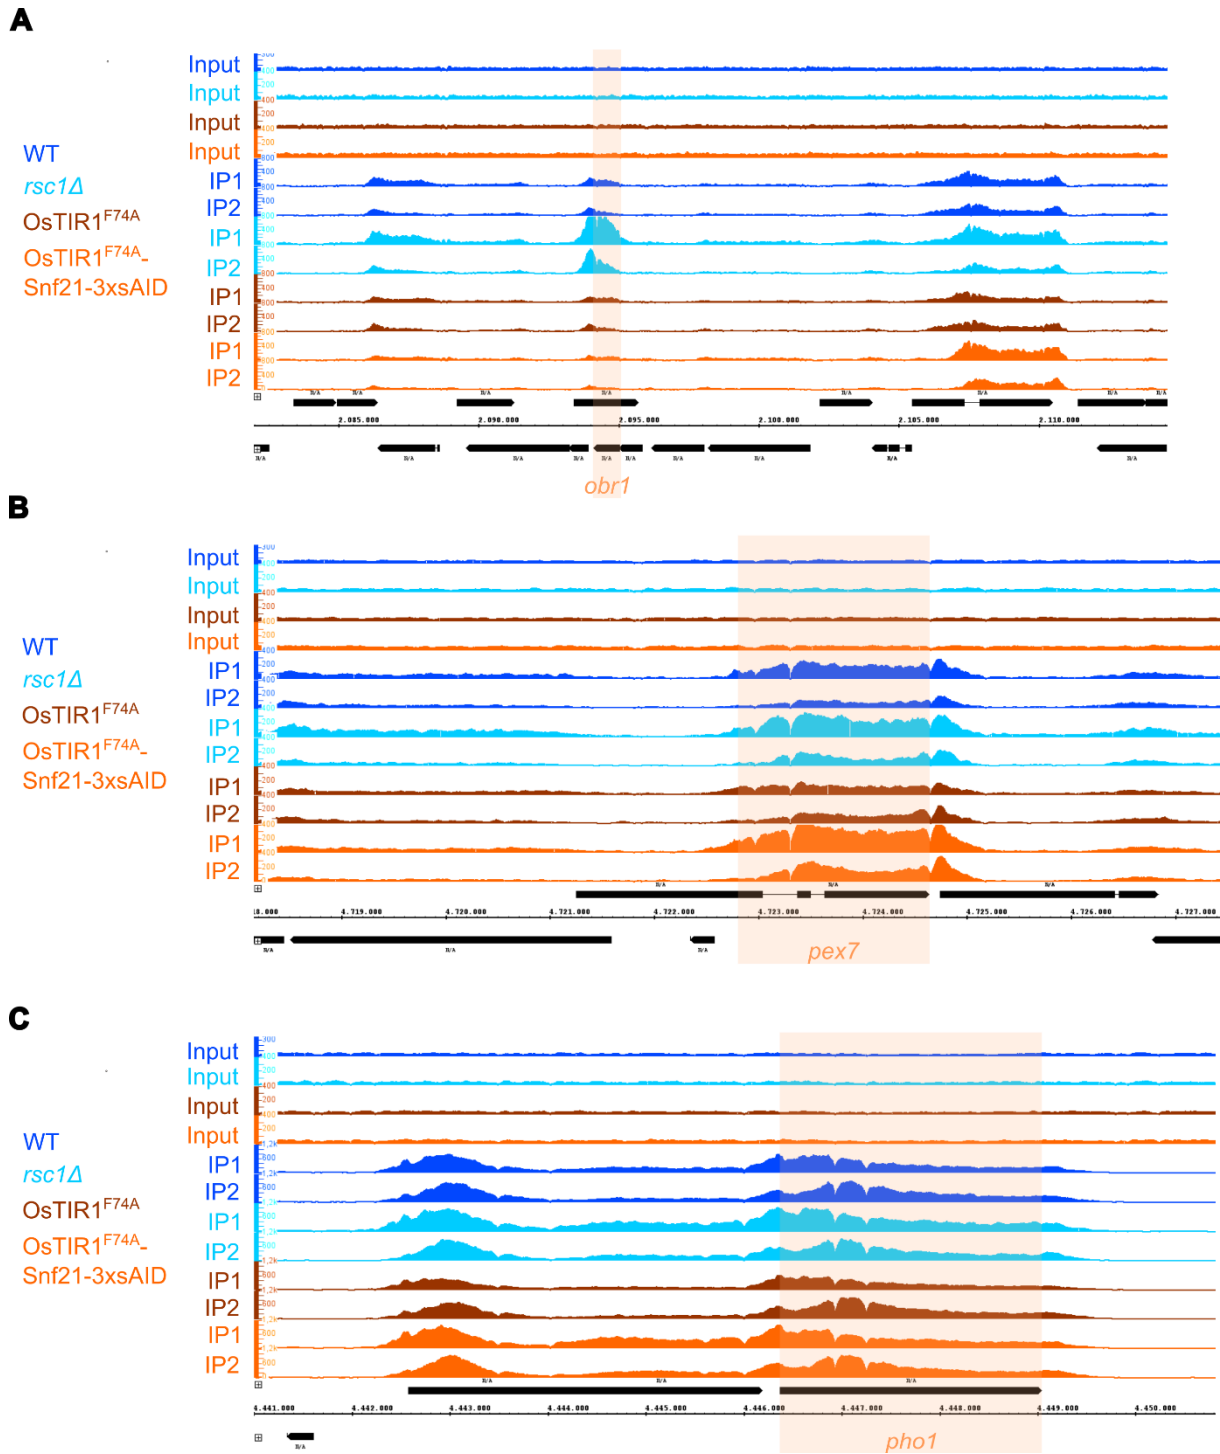 A
Input
Input
Input
Input
WT
IP1
rsc1Δ
IP2
OsTIR1F74A
IP1
OsTIR1F74A-
IP2
Snf21-3xsAID
IP1
IP2
IP1
IP2
N/A N/A N/A N/A N/A N/A N/A N/A
2.085.000 2.090.000 2.095.000 2.100.000 2.105.000 2.110.000
N/A N/A N/A N/A N/A N/A N/A N/A N/A N/A
obr1
B
Input
Input
Input
Input
WT
IP1
rsc1Δ
IP2
OsTIR1F74A
IP1
OsTIR1F74A-
IP2
Snf21-3xsAID
IP1
IP2
IP1
IP2
N/A N/A N/A
8.000 4.719.000 4.720.000 4.721.000 4.722.000 4.723.000 4.724.000 4.725.000 4.726.000 4.727.000
N/A N/A N/A
pex7
C
Input
Input
Input
Input
WT
IP1
rsc1Δ
IP2
OsTIR1F74A
IP1
OsTIR1F74A-
IP2
Snf21-3xsAID
IP1
IP2
IP1
IP2
N/A N/A N/A
4.441.000 4.442.000 4.443.000 4.444.000 4.445.000 4.446.000 4.447.000 4.448.000 4.449.000 4.450.000
N/A
pho1